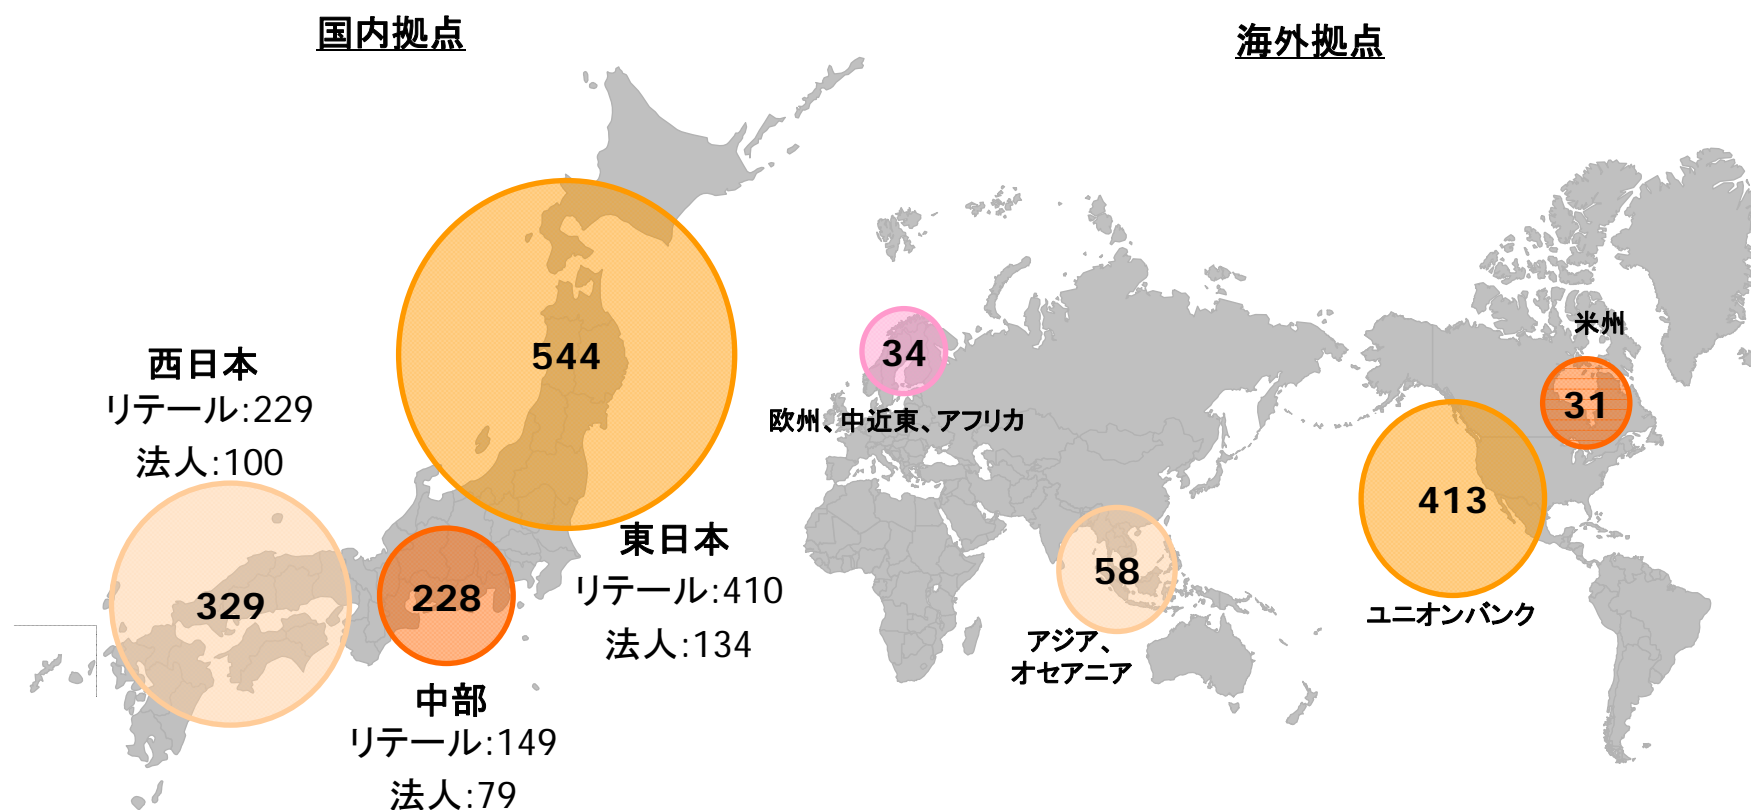 国内拠点
544
西日本
リテール:229
法人:100
329
228
東日本
リテール:410
法人:134
中部
リテール:149
法人:79
海外拠点
34
欧州、中近東、アフリカ
58
アジア、
オセアニア
米州
31
413
ユニオンバンク